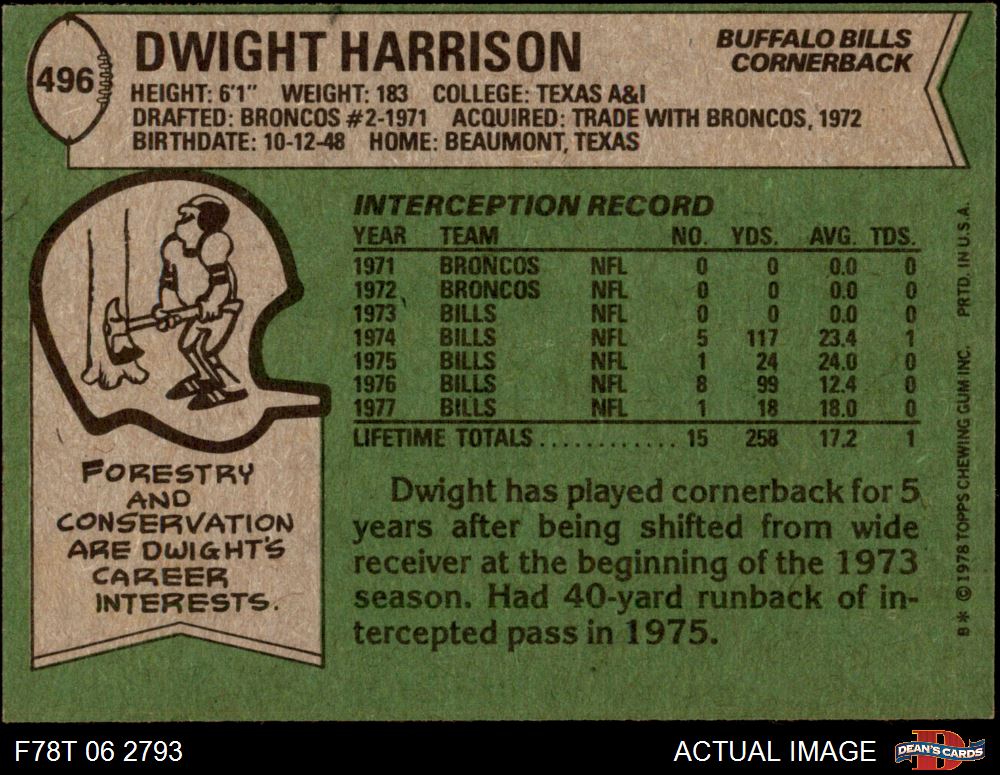 496
DWIGHT HARRISON
BUFFALO BILLS
CORNERBACK
HEIGHT: 6'1" WEIGHT: 183 COLLEGE: TEXAS A&I
DRAFTED: BRONCOS #2-1971 ACQUIRED: TRADE WITH BRONCOS, 1972
BIRTHDATE: 10-12-48 HOME: BEAUMONT, TEXAS
INTERCEPTION RECORD
YEAR TEAM NO. YDS. AVG. TDS.
1971 BRONCOS NFL 0 0 0.0 0
1972 BRONCOS NFL 0 0 0.0 0
1973 BILLS NFL 0 0 0.0 0
1974 BILLS NFL 5 117 23.4 1
1975 BILLS NFL 1 24 24.0 0
1976 BILLS NFL 8 99 12.4 0
1977 BILLS NFL 1 18 18.0 0
LIFETIME TOTALS............ 15 258 17.2 1
FORESTRY
AND
CONSERVATION
ARE DWIGHT'S
CAREER
INTERESTS.
Dwight has played cornerback for 5
years after being shifted from wide
receiver at the beginning of the 1973
season. Had 40-yard runback of in-
tercepted pass in 1975.
B* © 1978 TOPPS CHEWING GUM INC. PRTD. IN U.S.A.
F78T 06 2793
ACTUAL IMAGE
D
DEAN'S CARDS